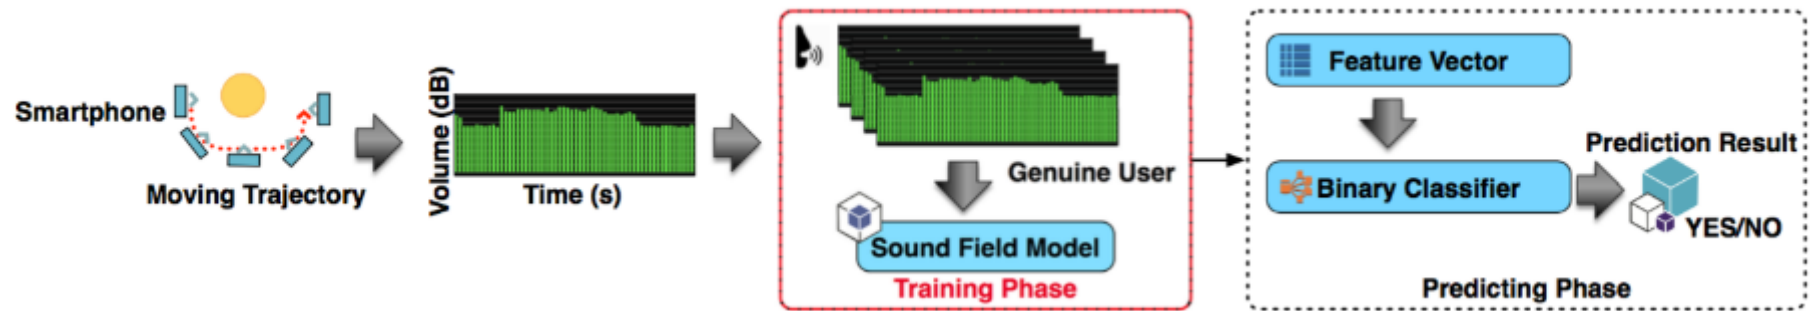 Smartphone
Moving Trajectory
Volume (dB)
Time (s)
Genuine User
Sound Field Model
Training Phase
Feature Vector
Binary Classifier
Prediction Result
YES/NO
Predicting Phase